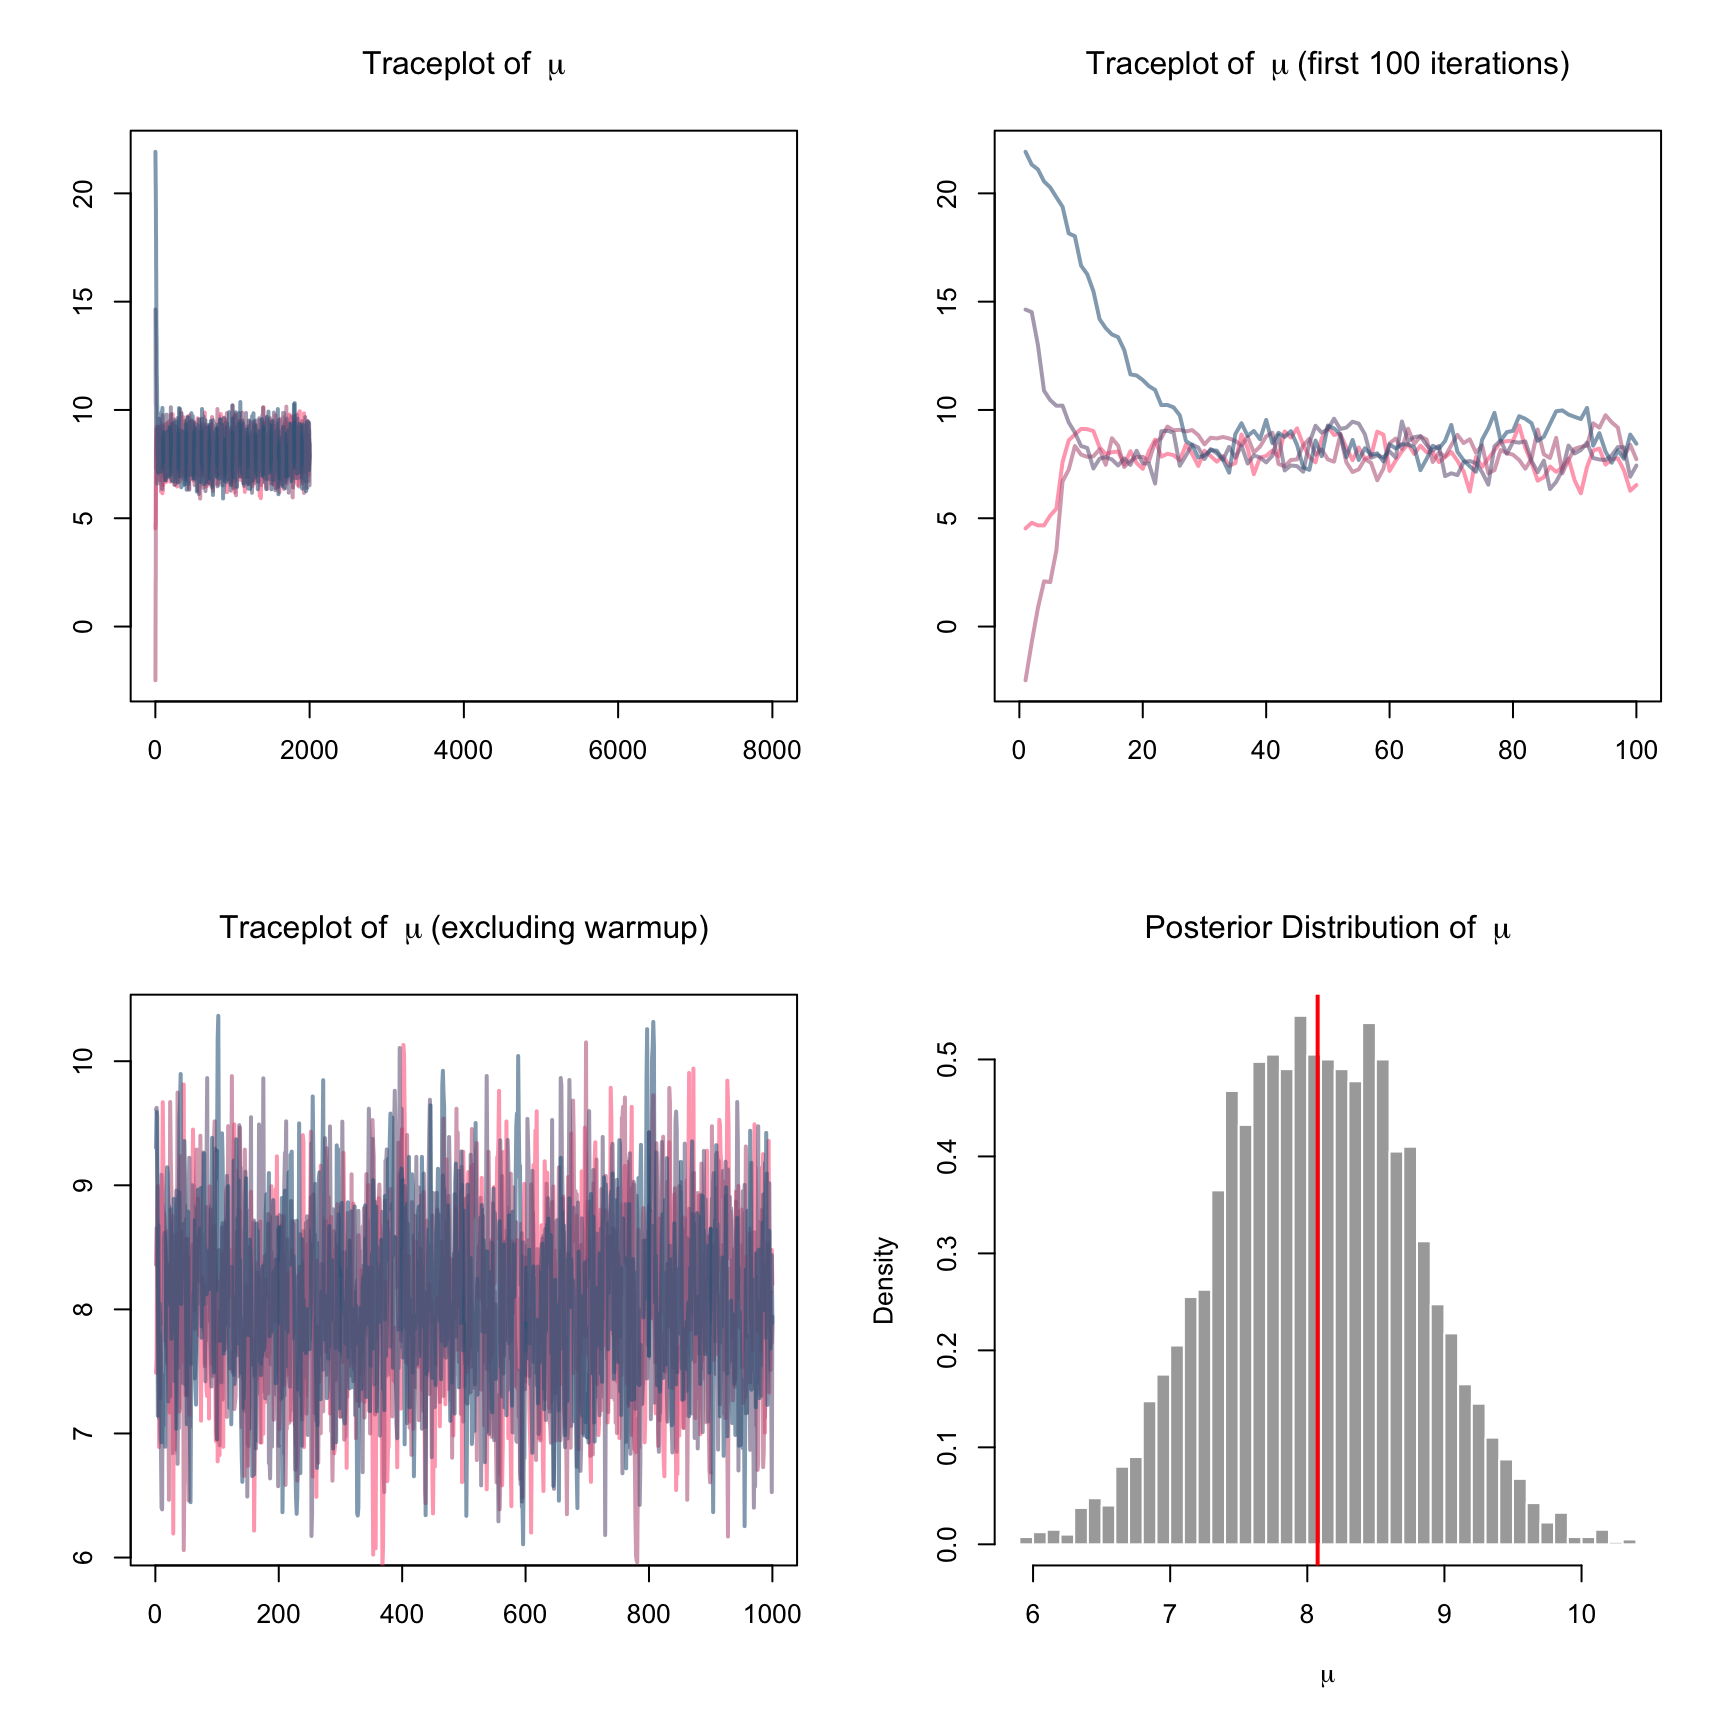 Traceplot of μ
20
15
10
5
0
0 2000 4000 6000 8000
Traceplot of μ (first 100 iterations)
20
15
10
5
0
0 20 40 60 80 100
Traceplot of μ (excluding warmup)
10
9
8
7
6
0 200 400 600 800 1000
Posterior Distribution of μ
Density
0.5
0.4
0.3
0.2
0.1
0.0
6 7 8 9 10
μ